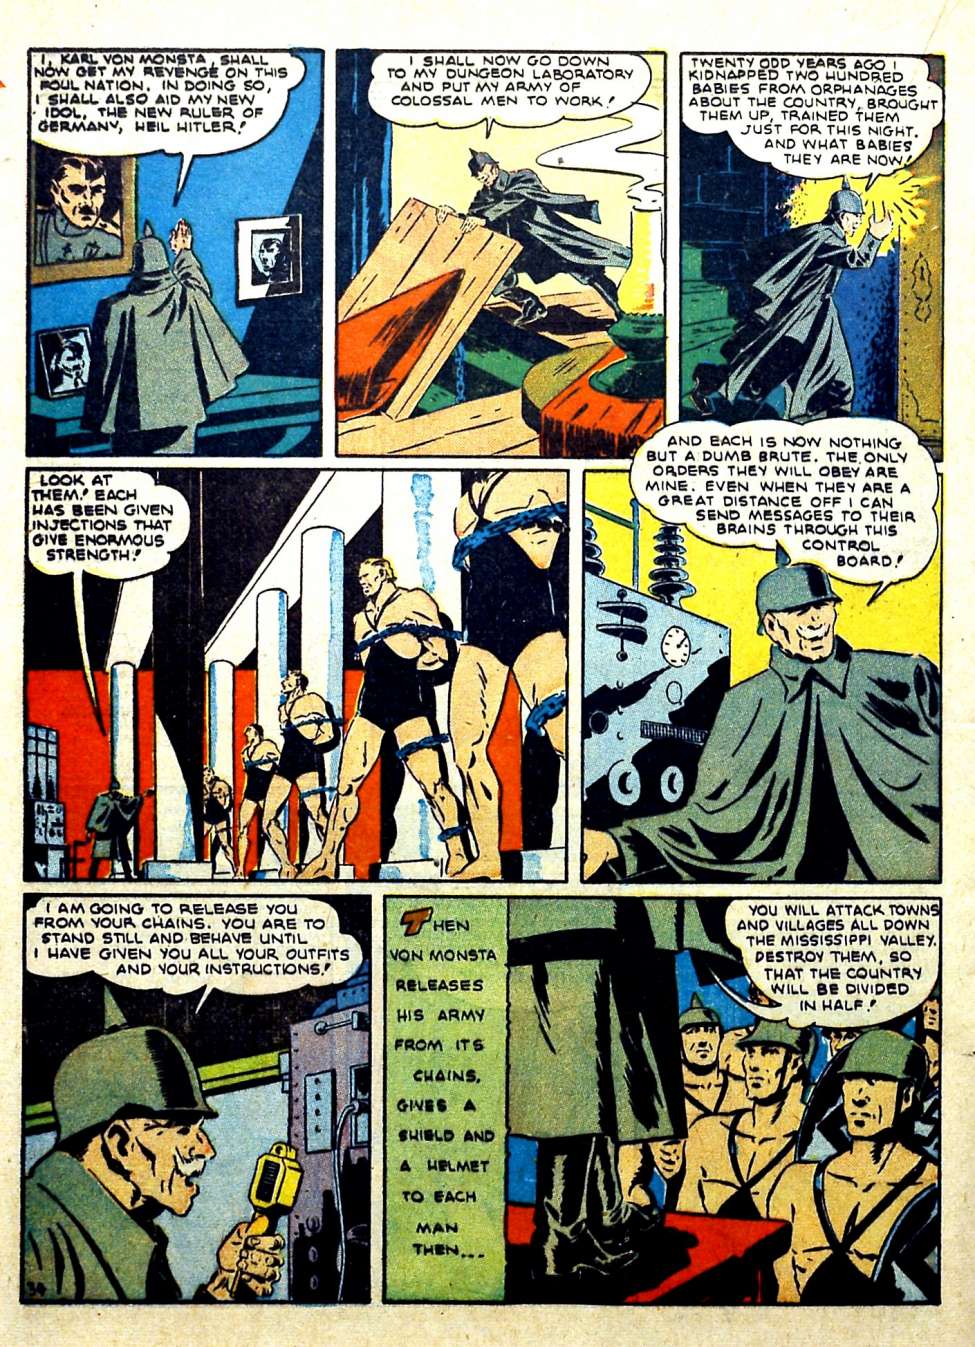 I, KARL VON MONSTA, SHALL
NOW GET MY REVENGE ON THIS
FOUL NATION. IN DOING SO,
I SHALL ALSO AID MY NEW
IDOL, THE NEW RULER OF
GERMANY, HEIL HITLER!
I SHALL NOW GO DOWN
TO MY DUNGEON LABORATORY
AND PUT MY ARMY OF
COLOSSAL MEN TO WORK!
TWENTY ODD YEARS AGO I
KIDNAPPED TWO HUNDRED
BABIES FROM ORPHANAGES
ABOUT THE COUNTRY, BROUGHT
THEM UP, TRAINED THEM
JUST FOR THIS NIGHT.
AND WHAT BABIES
THEY ARE NOW!
LOOK AT
THEM! EACH
HAS BEEN GIVEN
INJECTIONS THAT
GIVE ENORMOUS
STRENGTH!
AND EACH IS NOW NOTHING
BUT A DUMB BRUTE. THE ONLY
ORDERS THEY WILL OBEY ARE
MINE. EVEN WHEN THEY ARE A
GREAT DISTANCE OFF I CAN
SEND MESSAGES TO THEIR
BRAINS THROUGH THIS
CONTROL
BOARD!
I AM GOING TO RELEASE YOU
FROM YOUR CHAINS. YOU ARE TO
STAND STILL AND BEHAVE UNTIL
I HAVE GIVEN YOU ALL YOUR OUTFITS
AND YOUR INSTRUCTIONS!
34
THEN
VON MONSTA
RELEASES
HIS ARMY
FROM ITS
CHAINS,
GIVES A
SHIELD AND
A HELMET
TO EACH
MAN
THEN...
YOU WILL ATTACK TOWNS
AND VILLAGES ALL DOWN
THE MISSISSIPPI VALLEY.
DESTROY THEM, SO
THAT THE COUNTRY
WILL BE DIVIDED
IN HALF!